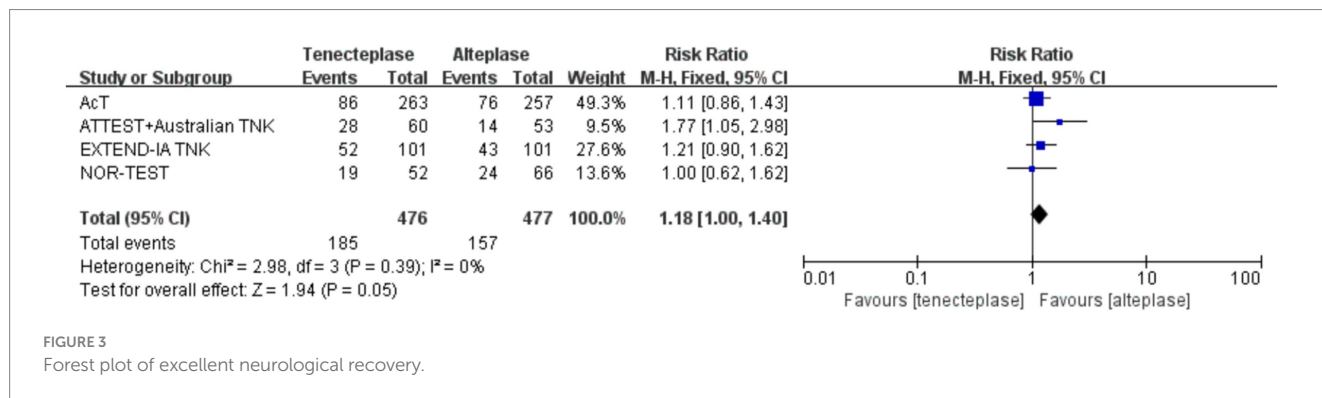 Tenecteplase Alteplase Risk Ratio Risk Ratio
Study or Subgroup Events Total Events Total Weight M-H, Fixed, 95% CI M-H, Fixed, 95% CI
AcT 86 263 76 257 49.3% 1.11 [0.86, 1.43]
ATTEST+Australian TNK 28 60 14 53 9.5% 1.77 [1.05, 2.98]
EXTEND-IA TNK 52 101 43 101 27.6% 1.21 [0.90, 1.62]
NOR-TEST 19 52 24 66 13.6% 1.00 [0.62, 1.62]
Total (95% CI) 476 477 100.0% 1.18 [1.00, 1.40]
Total events 185 157
Heterogeneity: Chi² = 2.98, df = 3 (P = 0.39); I² = 0%
Test for overall effect: Z = 1.94 (P = 0.05)
0.01 0.1 1 10 100
Favours [tenecteplase] Favours [alteplase]
FIGURE 3
Forest plot of excellent neurological recovery.